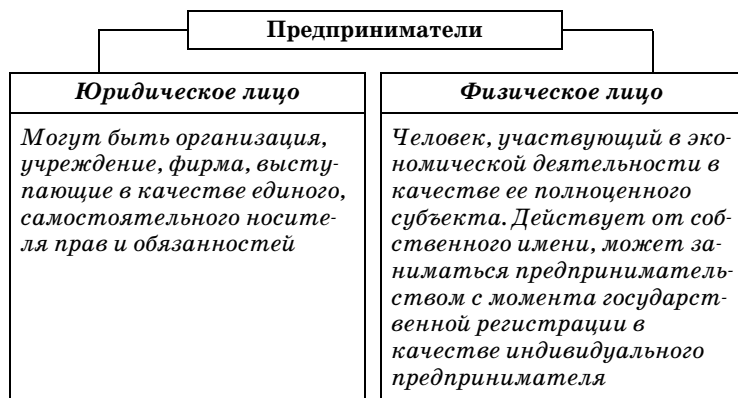 Предприниматели
Юридическое лицо
Могут быть организация,
учреждение, фирма, высту-
пающие в качестве единого,
самостоятельного носите-
ля прав и обязанностей
Физическое лицо
Человек, участвующий в эко-
номической деятельности в
качестве ее полноценного
субъекта. Действует от соб-
ственного имени, может за-
ниматься предприниматель-
ством с момента государст-
венной регистрации в
качестве индивидуального
предпринимателя